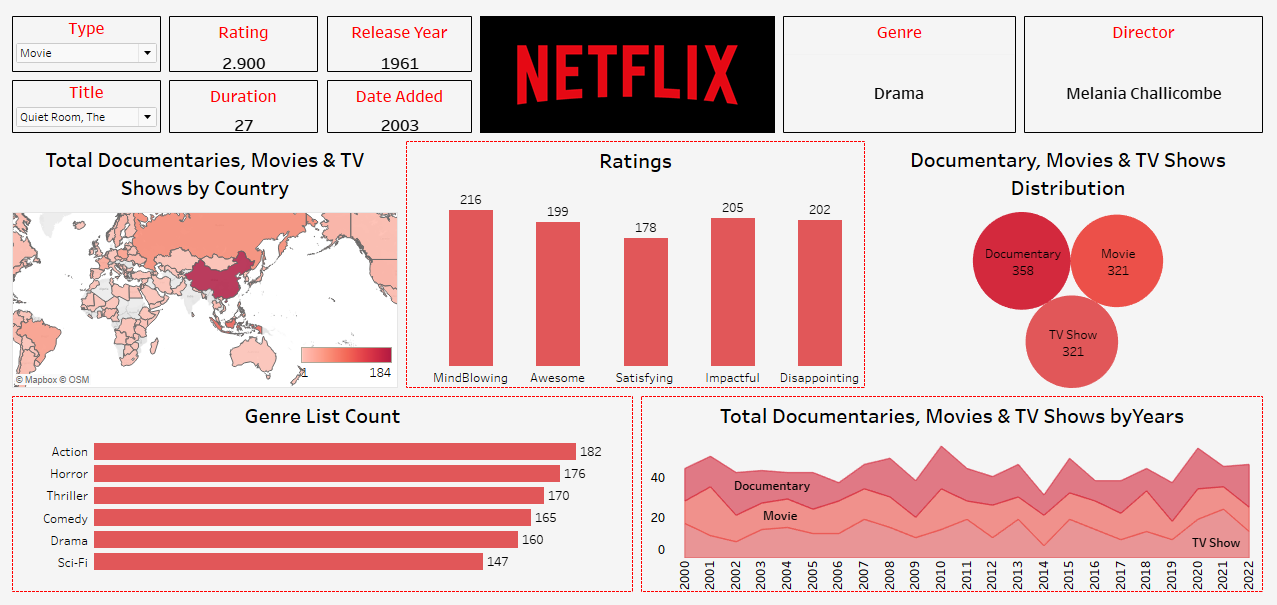 Type
Movie
Rating
2.900
Release Year
1961
NETFLIX
Genre
Drama
Director
Melania Challicombe
Title
Quiet Room, The
Duration
27
Date Added
2003
Total Documentaries, Movies & TV
Shows by Country
© Mapbox © OSM
1
184
Ratings
216
199
178
205
202
MindBlowing
Awesome
Satisfying
Impactful
Disappointing
Documentary, Movies & TV Shows
Distribution
Documentary
358
Movie
321
TV Show
321
Genre List Count
Action 182
Horror 176
Thriller 170
Comedy 165
Drama 160
Sci-Fi 147
Total Documentaries, Movies & TV Shows byYears
40
20
0
Documentary
Movie
TV Show
2000
2001
2002
2003
2004
2005
2006
2007
2008
2009
2010
2011
2012
2013
2014
2015
2016
2017
2018
2019
2020
2021
2022